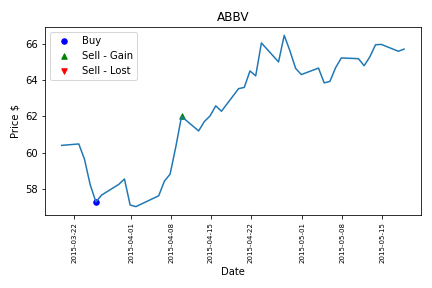 ABBV
Buy
Sell - Gain
Sell - Lost
Price $
66
64
62
60
58
2015-03-22
2015-04-01
2015-04-08
2015-04-15
2015-04-22
2015-05-01
2015-05-08
2015-05-15
Date